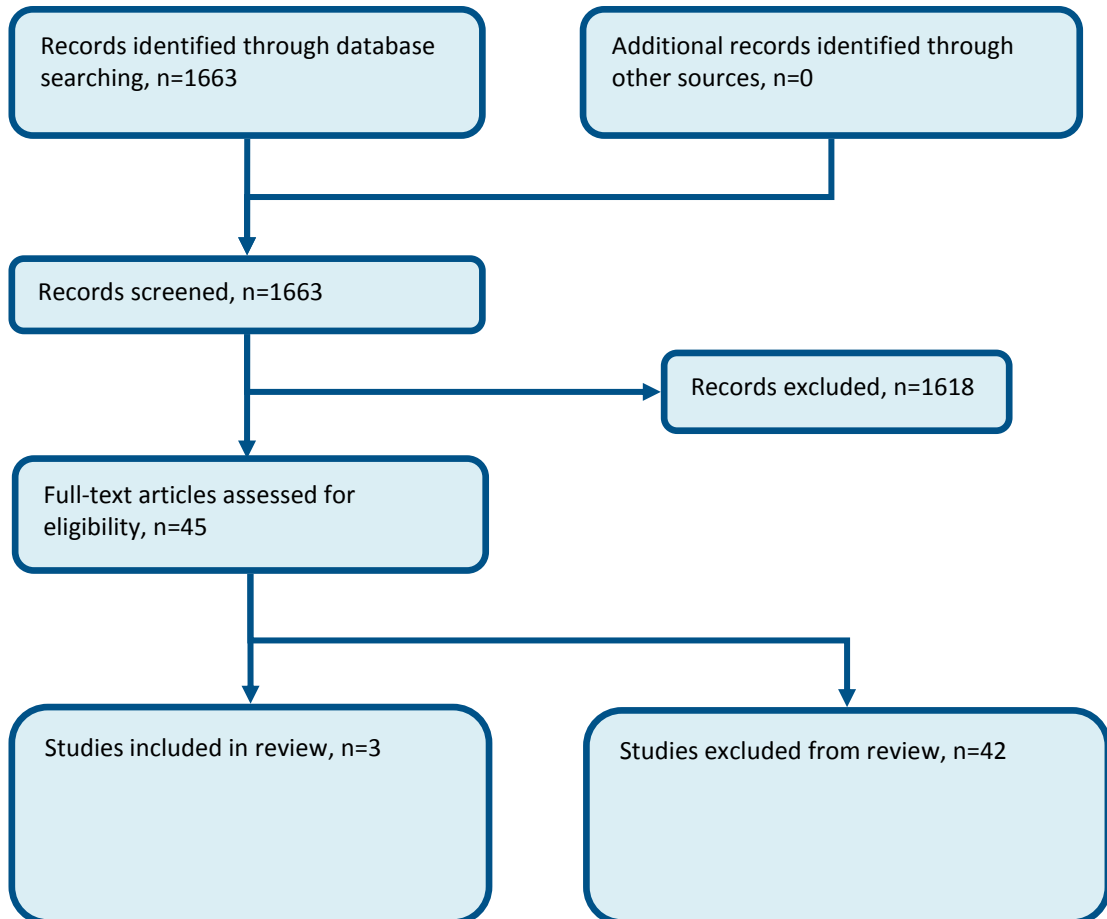 Records identified through database
searching, n=1663
Additional records identified through
other sources, n=0
Records screened, n=1663
Records excluded, n=1618
Full-text articles assessed for
eligibility, n=45
Studies included in review, n=3
Studies excluded from review, n=42